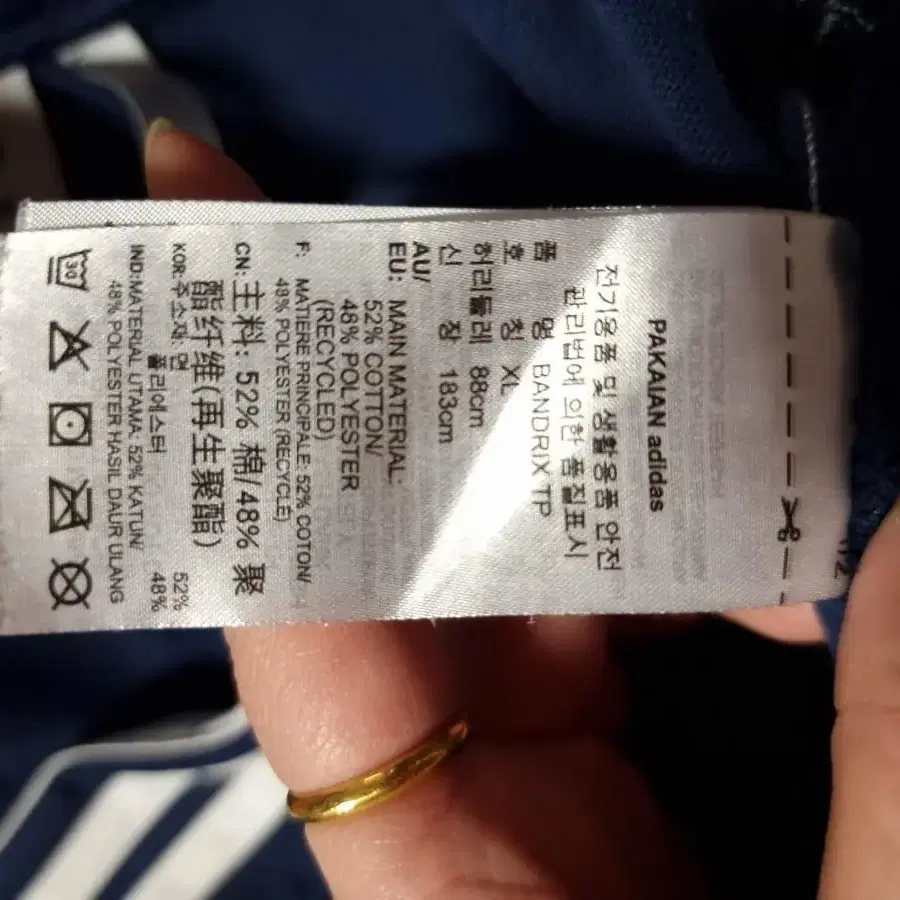 PAKAIAN adidas
전기용품 및 생활용품 안전
관리법에 의한 품질표시
품 명 BANDRIX TP
호 칭 XL
허리둘레 88cm
신 장 183cm
AU/
EU: MAIN MATERIAL:
52% COTTON/
48% POLYESTER
(RECYCLED)
F: MATIERE PRINCIPALE: 52% COTON/
48% POLYESTER (RECYCLE)
CN: 主料: 52% 棉/48% 聚
酯纤维(再生聚酯)
KOR: 주소재: 면 52%
폴리에스터 48%
IND: MATERIAL UTAMA: 52% KATUN/
48% POLYESTER HASIL DAUR ULANG
30